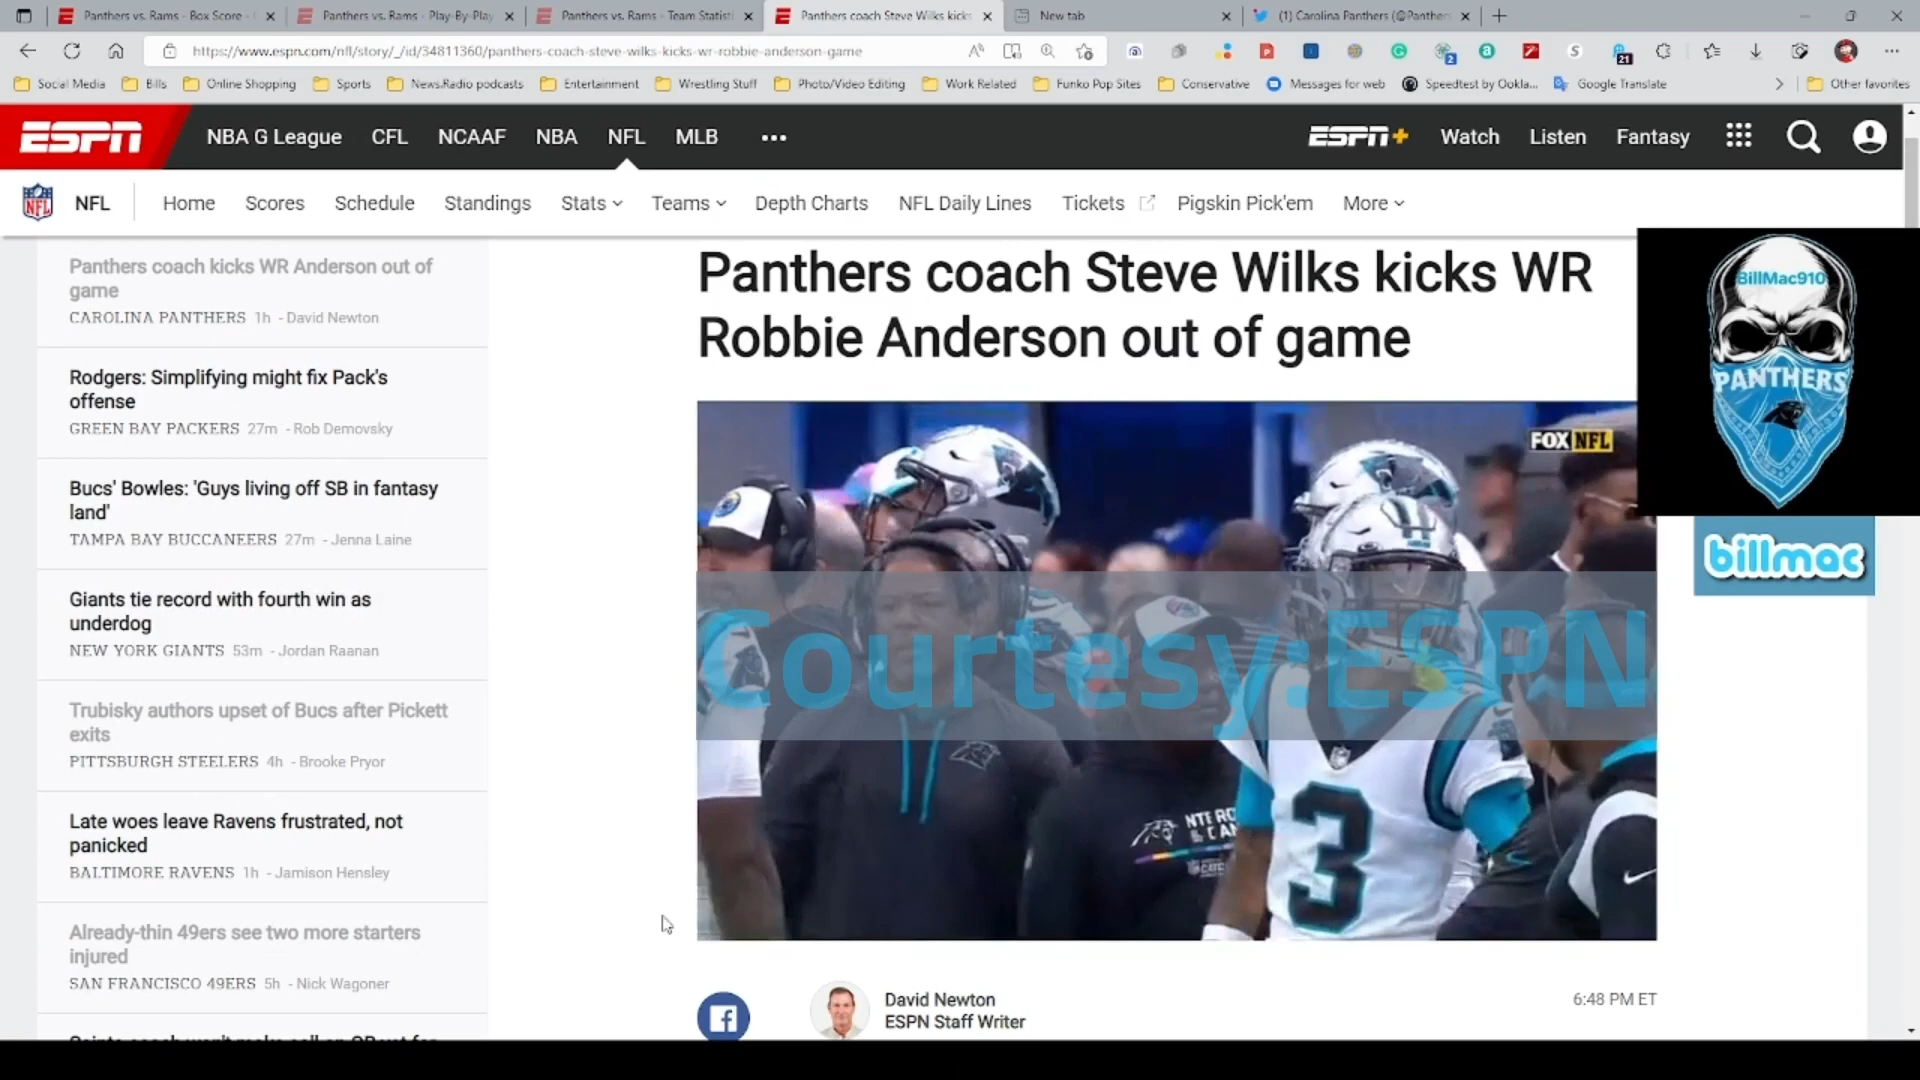 Panthers vs. Rams - Box Score -
Panthers vs. Rams - Play-By-Play
Panthers vs. Rams - Team Statisti
Panthers coach Steve Wilks kicks
New tab
(1) Carolina Panthers (@Panther
https://www.espn.com/nfl/story/_/id/34811360/panthers-coach-steve-wilks-kicks-wr-robbie-anderson-game
2
21
Social Media
Bills
Online Shopping
Sports
News.Radio podcasts
Entertainment
Wrestling Stuff
Photo/Video Editing
Work Related
Funko Pop Sites
Conservative
Messages for web
Speedtest by Ookla...
Google Translate
Other favorites
ESPN
NBA G League
CFL
NCAAF
NBA
NFL
MLB
ESPN+
Watch
Listen
Fantasy
NFL
NFL
Home
Scores
Schedule
Standings
Stats
Teams
Depth Charts
NFL Daily Lines
Tickets
Pigskin Pick'em
More
Panthers coach kicks WR Anderson out of
game
CAROLINA PANTHERS 1h - David Newton
Rodgers: Simplifying might fix Pack's
offense
GREEN BAY PACKERS 27m - Rob Demovsky
Bucs' Bowles: 'Guys living off SB in fantasy
land'
TAMPA BAY BUCCANEERS 27m - Jenna Laine
Giants tie record with fourth win as
underdog
NEW YORK GIANTS 53m - Jordan Raanan
Trubisky authors upset of Bucs after Pickett
exits
PITTSBURGH STEELERS 4h - Brooke Pryor
Late woes leave Ravens frustrated, not
panicked
BALTIMORE RAVENS 1h - Jamison Hensley
Already-thin 49ers see two more starters
injured
SAN FRANCISCO 49ERS 5h - Nick Wagoner
Panthers coach Steve Wilks kicks WR
Robbie Anderson out of game
FOX NFL
Courtesy:ESPN
3
David Newton
ESPN Staff Writer
6:48 PM ET
BillMac910
PANTHERS
billmac